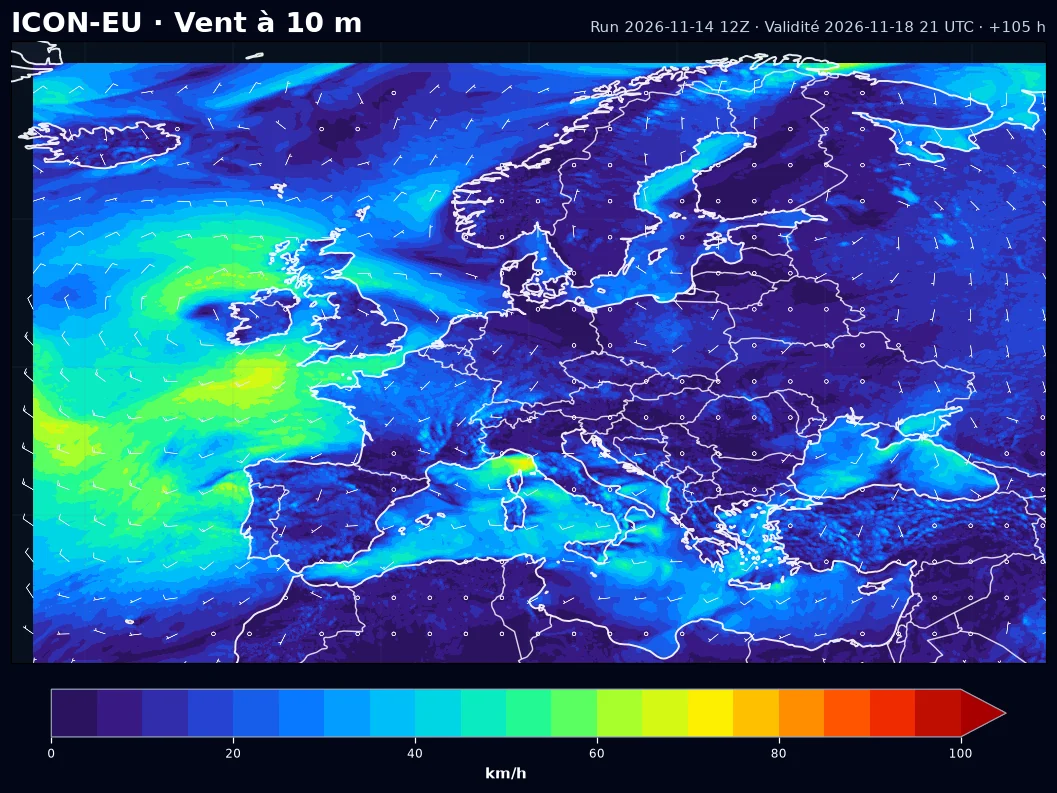 ICON-EU · Vent à 10 m
Run 2026-11-14 12Z · Validité 2026-11-18 21 UTC · +105 h
0 20 40 60 80 100
km/h